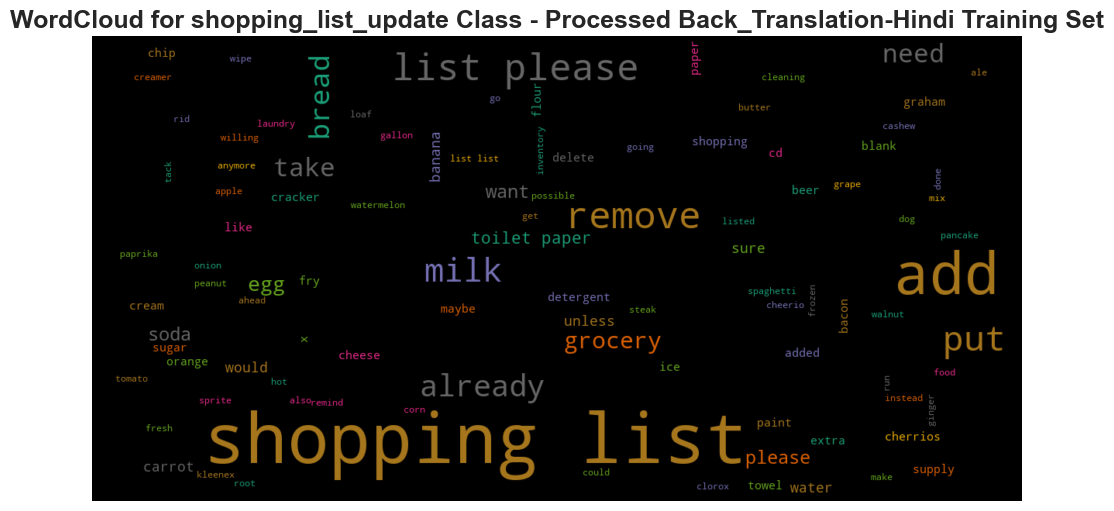 WordCloud for shopping_list_update Class - Processed Back_Translation-Hindi Training Set
chip
wipe
list please
paper
need
creamer
bread
cleaning
ale
go
flour
butter
graham
rid
laundry
loaf
willing
gallon
inventory
going
shopping
cashew
blank
tack
anymore
take
banana
list list
delete
cd
apple
cracker
want
possible
beer
grape
done
mix
watermelon
like
get
remove
listed
dog
toilet paper
sure
pancake
paprika
onion
milk
add
peanut
egg
fry
detergent
spaghetti
cheerio
frozen
cream
ahead
maybe
steak
bacon
walnut
soda
unless
put
sugar
x
grocery
orange
cheese
added
would
ice
tomato
hot
already
food
run
sprite
also
remind
corn
instead
ginger
fresh
shopping list
paint
extra
cherrios
carrot
kleenex
could
please
supply
root
clorox
towel
water
make